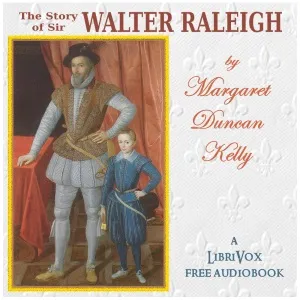 The Story of Sir WALTER RALEIGH
by
Margaret
Duncan
Kelly
A
LIBRIVOX
FREE AUDIOBOOK